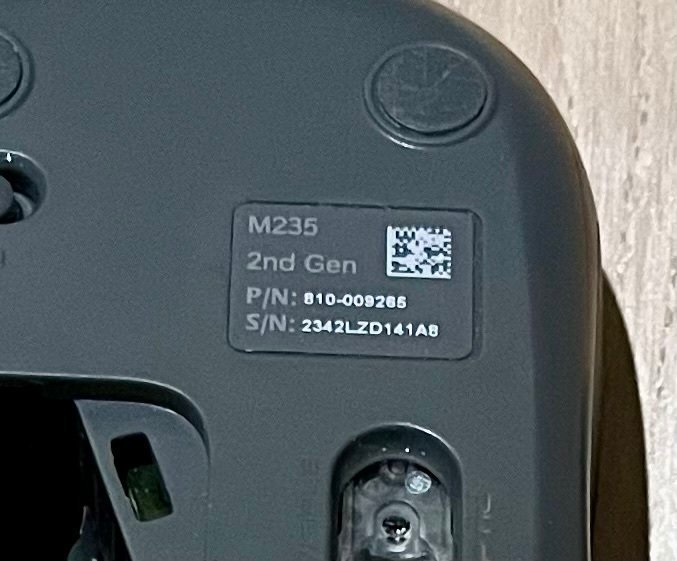 M235
2nd Gen
P/N: 810-009265
S/N: 2342LZD141A8